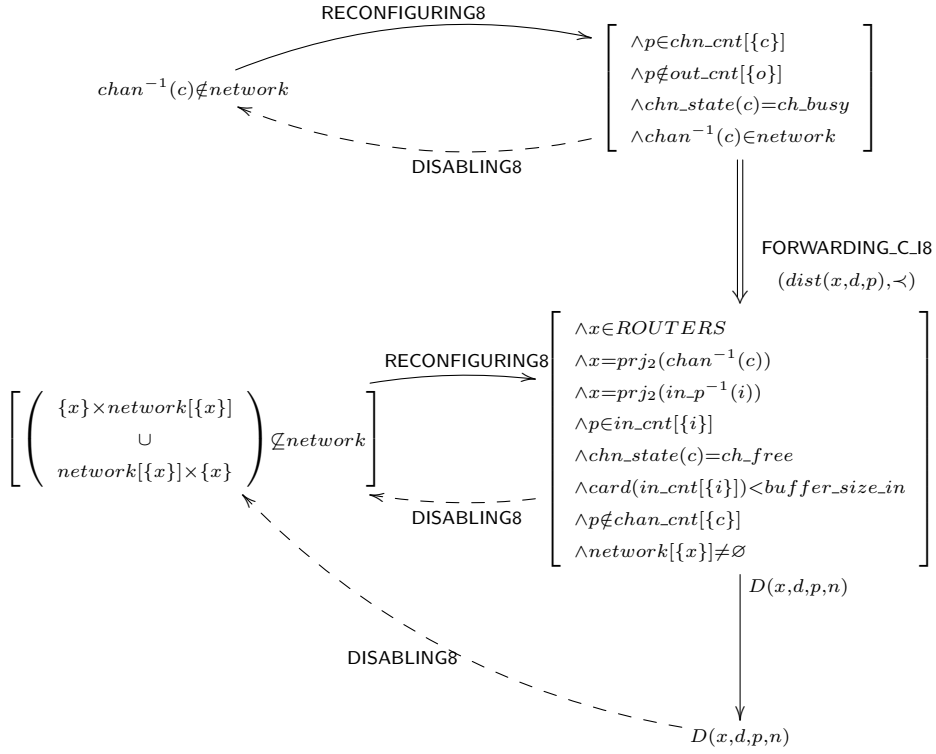 RECONFIGURING8
chan⁻¹(c)∉network
∧p∈chn_cnt[{c}]
∧p∉out_cnt[{o}]
∧chn_state(c)=ch_busy
∧chan⁻¹(c)∈network
DISABLING8
FORWARDING_C_I8
(dist(x,d,p),≺)
RECONFIGURING8
{x}×network[{x}]
∪
network[{x}]×{x}
⊈network
∧x∈ROUTERS
∧x=prj₂(chan⁻¹(c))
∧x=prj₂(in_p⁻¹(i))
∧p∈in_cnt[{i}]
∧chn_state(c)=ch_free
∧card(in_cnt[{i}])<buffer_size_in
∧p∉chan_cnt[{c}]
∧network[{x}]≠∅
DISABLING8
D(x,d,p,n)
DISABLING8
D(x,d,p,n)